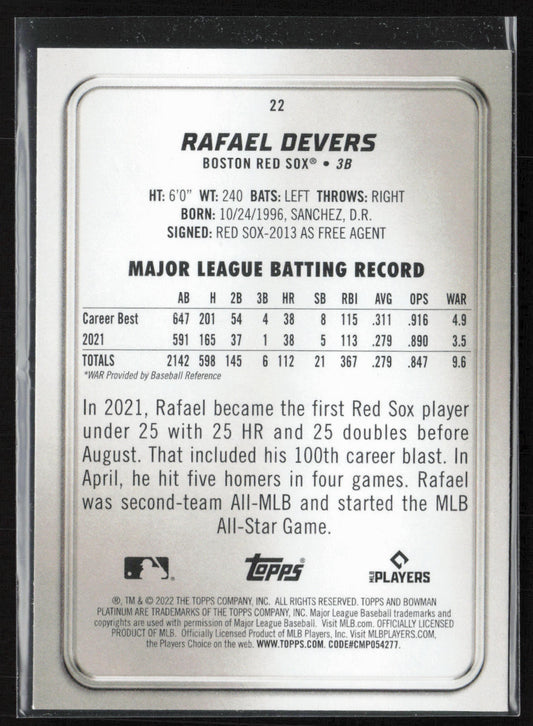 22
RAFAEL DEVERS
BOSTON RED SOX® • 3B
HT: 6'0" WT: 240 BATS: LEFT THROWS: RIGHT
BORN: 10/24/1996, SANCHEZ, D.R.
SIGNED: RED SOX-2013 AS FREE AGENT
MAJOR LEAGUE BATTING RECORD
AB H 2B 3B HR SB RBI AVG OPS WAR
Career Best 647 201 54 4 38 8 115 .311 .916 4.9
2021 591 165 37 1 38 5 113 .279 .890 3.5
TOTALS 2142 598 145 6 112 21 367 .279 .847 9.6
*WAR Provided by Baseball Reference
In 2021, Rafael became the first Red Sox player
under 25 with 25 HR and 25 doubles before
August. That included his 100th career blast. In
April, he hit five homers in four games. Rafael
was second-team All-MLB and started the MLB
All-Star Game.
Topps®
MLB PLAYERS
®, TM & © 2022 THE TOPPS COMPANY, INC. ALL RIGHTS RESERVED. TOPPS AND BOWMAN
PLATINUM ARE TRADEMARKS OF THE TOPPS COMPANY, INC. Major League Baseball trademarks and
copyrights are used with permission of Major League Baseball. Visit MLB.com. OFFICIALLY LICENSED
PRODUCT OF MLB. Officially Licensed Product of MLB Players, Inc. Visit MLBPLAYERS.COM,
the Players Choice on the web. WWW.TOPPS.COM. CODE#CMP054277.